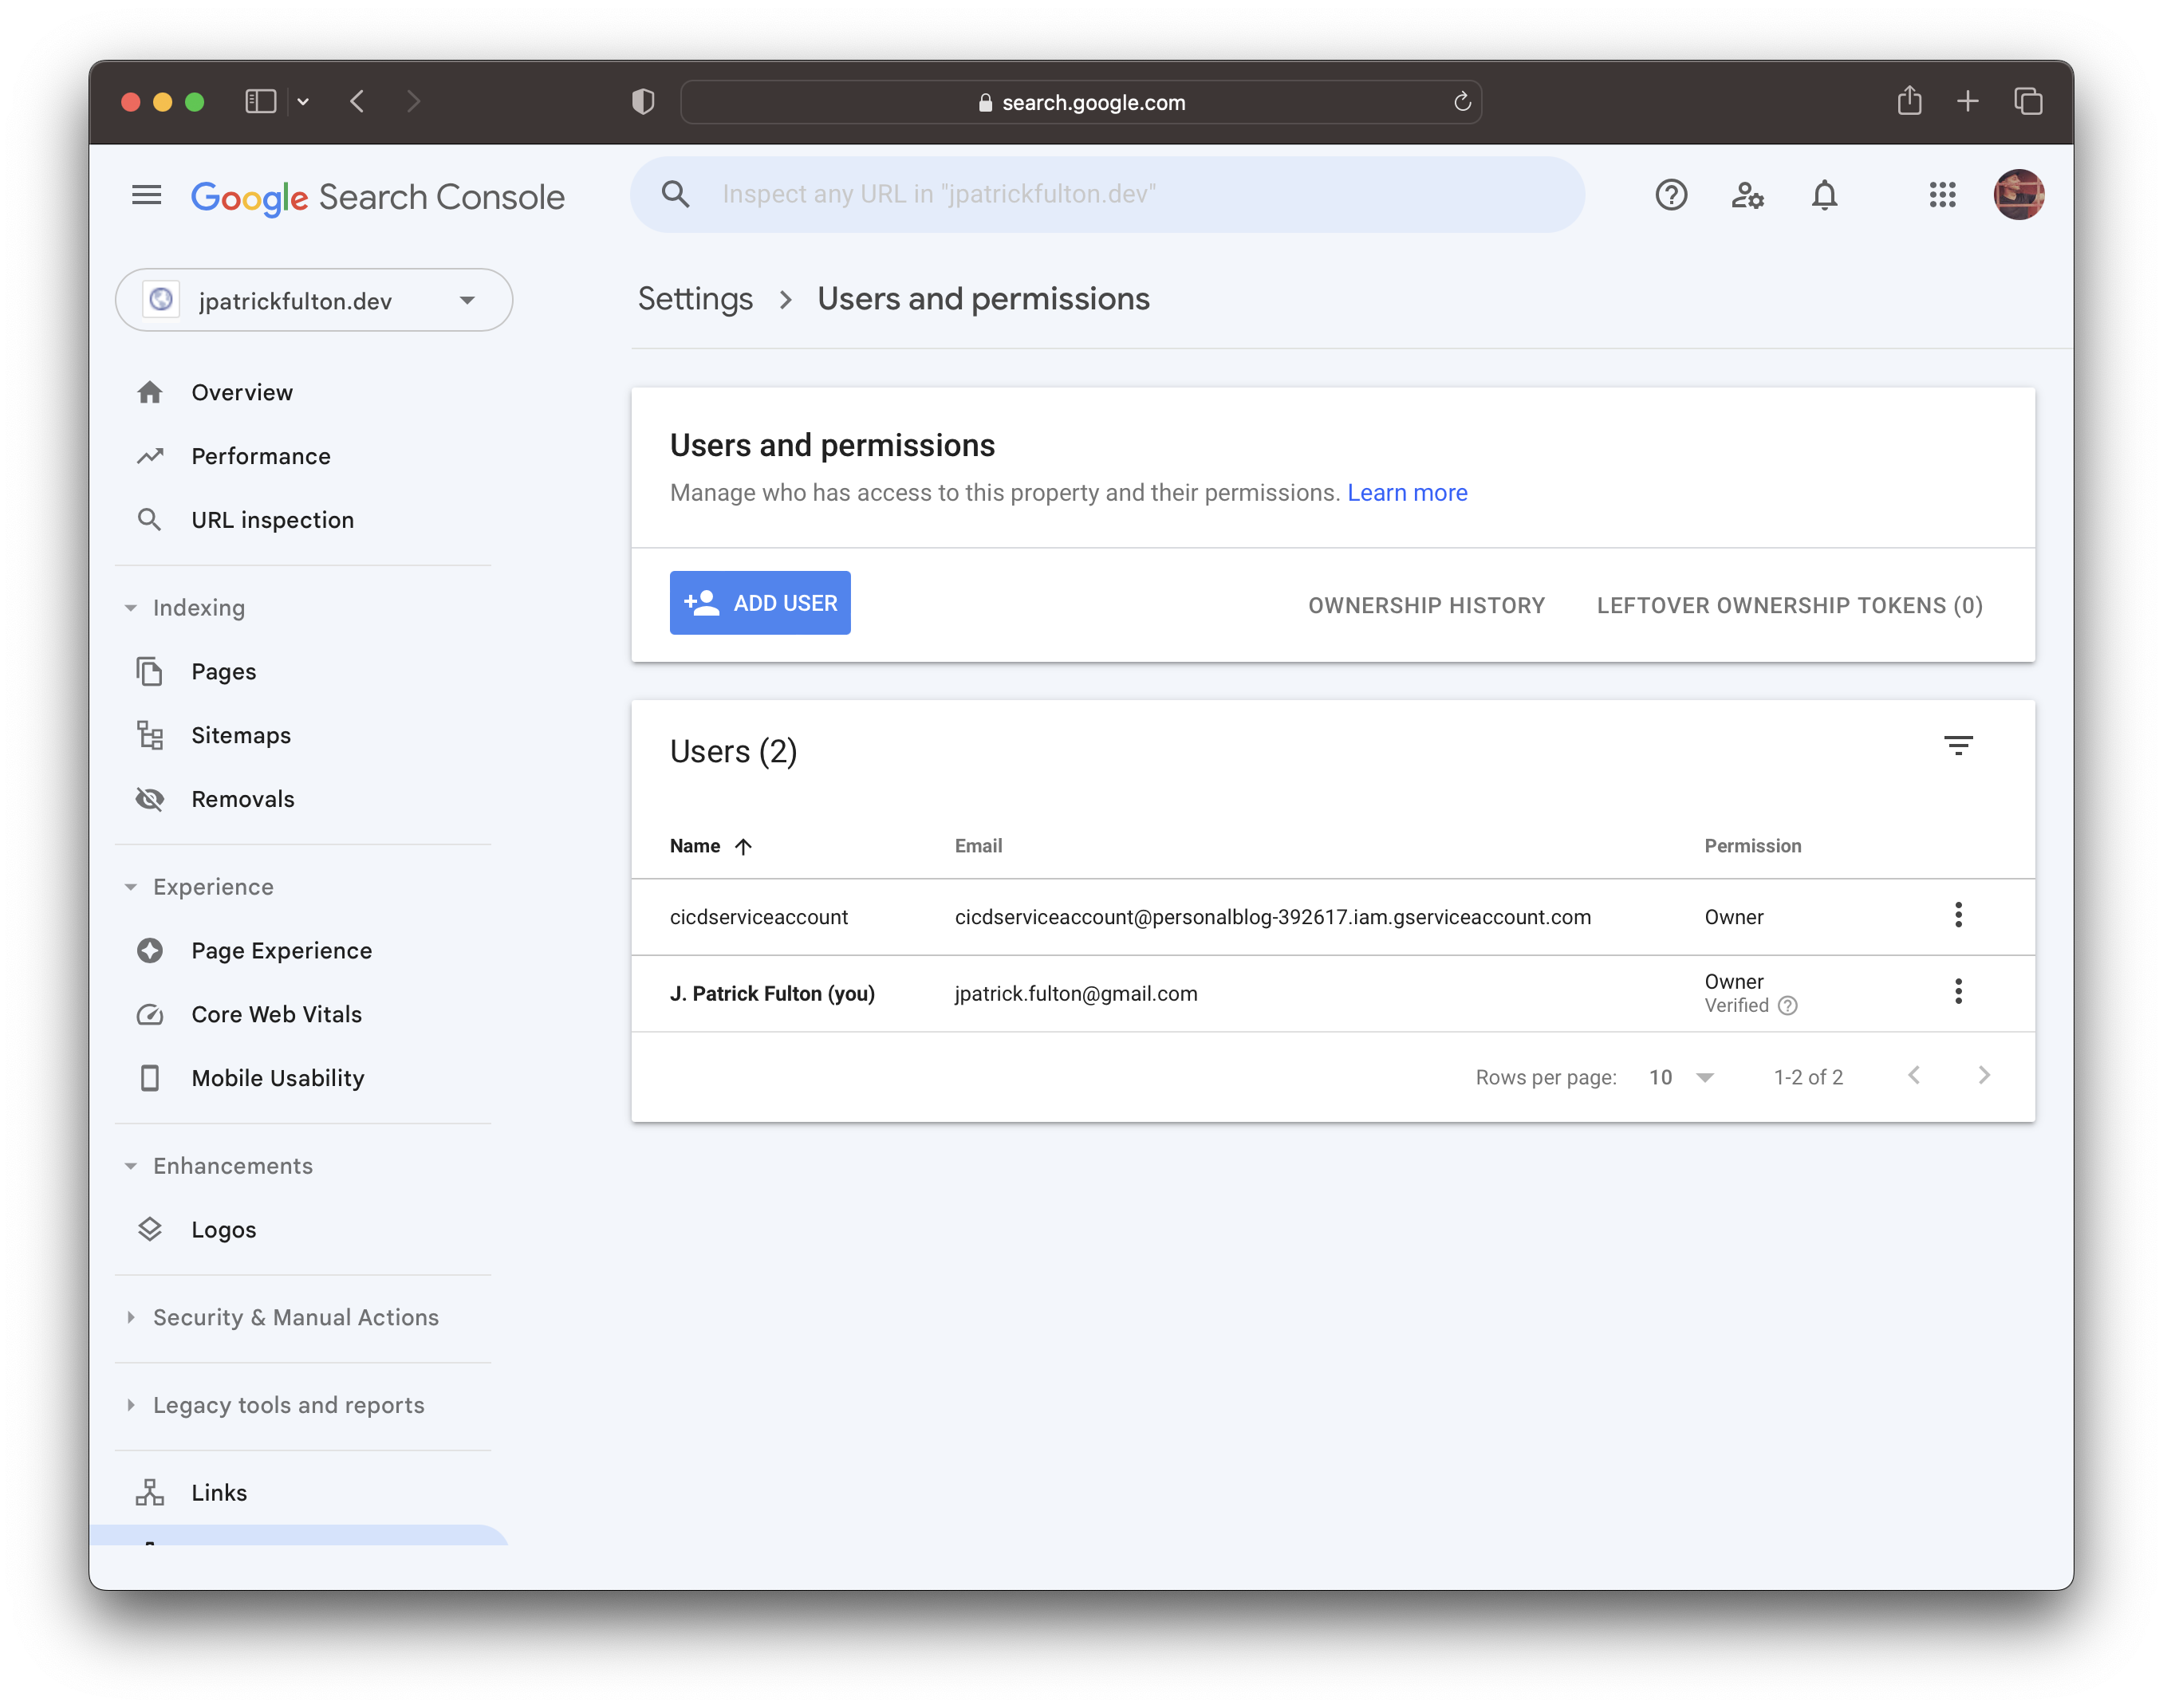 search.google.com
Google Search Console
Inspect any URL in "jpatrickfulton.dev"
jpatrickfulton.dev
Settings > Users and permissions
Overview
Performance
URL inspection
Indexing
Pages
Sitemaps
Removals
Experience
Page Experience
Core Web Vitals
Mobile Usability
Enhancements
Logos
Security & Manual Actions
Legacy tools and reports
Links
Users and permissions
Manage who has access to this property and their permissions. Learn more
ADD USER
OWNERSHIP HISTORY
LEFTOVER OWNERSHIP TOKENS (0)
Users (2)
Name Email Permission
cicdserviceaccount cicdserviceaccount@personalblog-392617.iam.gserviceaccount.com Owner
J. Patrick Fulton (you) jpatrick.fulton@gmail.com Owner
Verified
Rows per page: 10 1-2 of 2